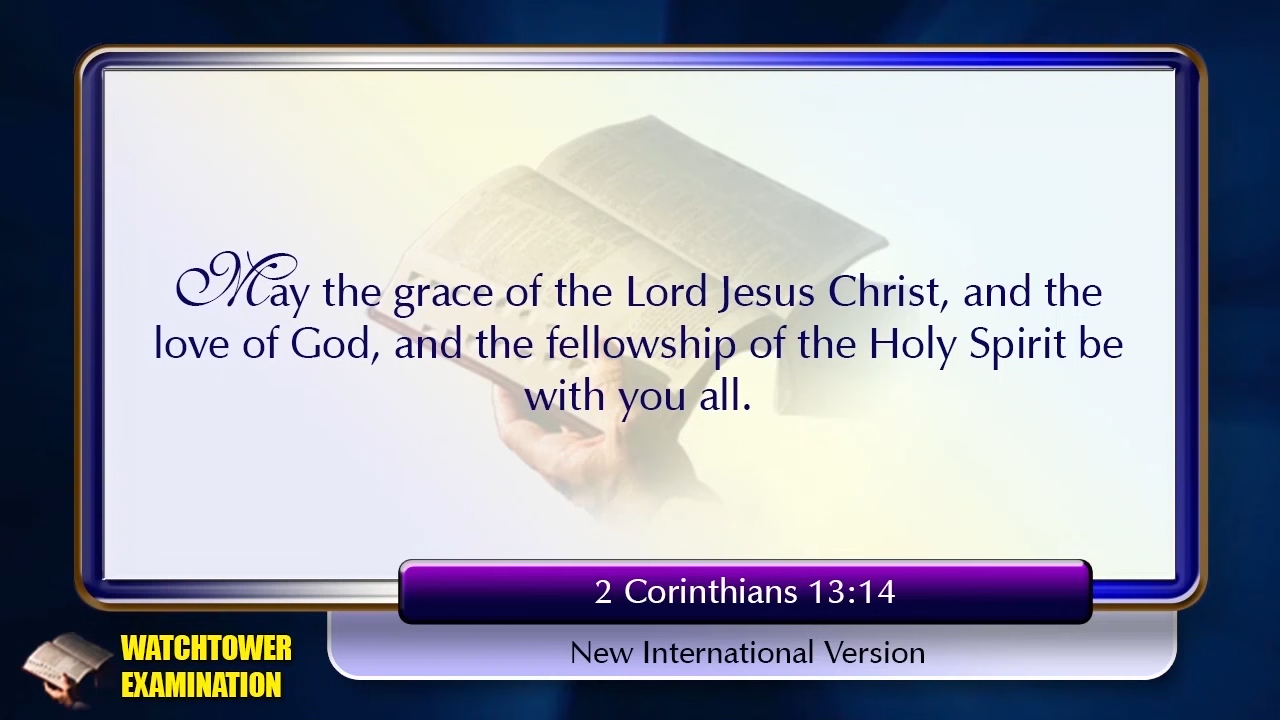 May the grace of the Lord Jesus Christ, and the
love of God, and the fellowship of the Holy Spirit be
with you all.
2 Corinthians 13:14
New International Version
WATCHTOWER
EXAMINATION